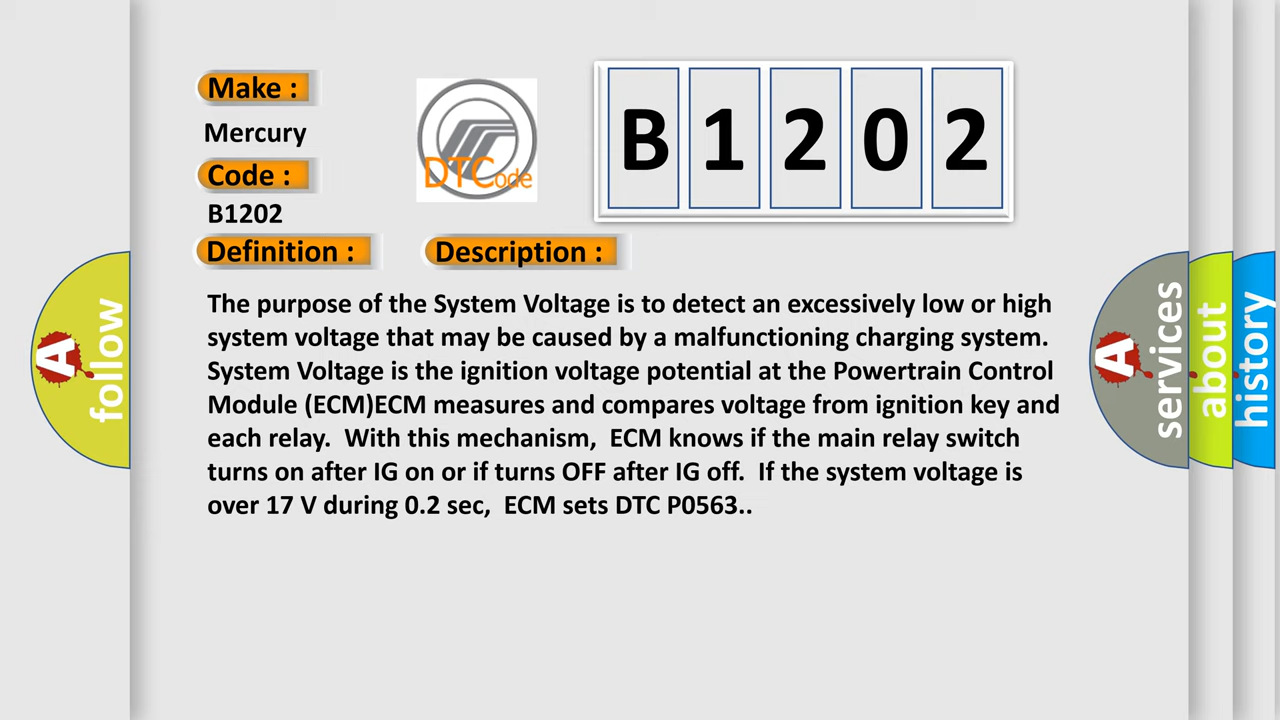 Make :
Mercury
Code :
B1202
Definition :
Description :
DTCode
B1202
The purpose of the System Voltage is to detect an excessively low or high
system voltage that may be caused by a malfunctioning charging system.
System Voltage is the ignition voltage potential at the Powertrain Control
Module (ECM)ECM measures and compares voltage from ignition key and
each relay.  With this mechanism,  ECM knows if the main relay switch
turns on after IG on or if turns OFF after IG off.  If the system voltage is
over 17 V during 0.2 sec,  ECM sets DTC P0563..
A follow
A services
about
history